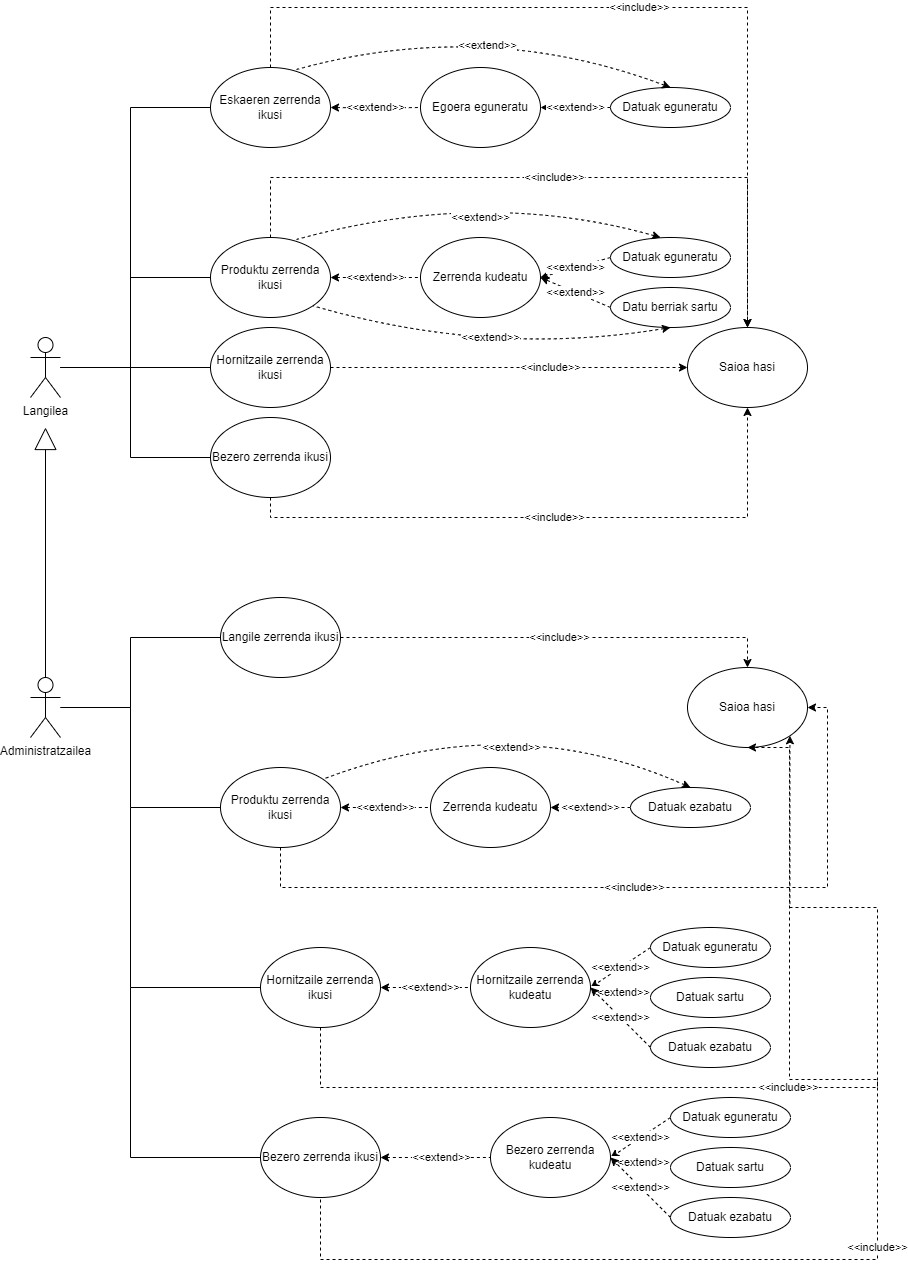 <<include>>
<<extend>>
Eskaeren zerrenda
ikusi
<<extend>>
Egoera eguneratu
<<extend>>
Datuak eguneratu
<<include>>
<<extend>>
Produktu zerrenda
ikusi
<<extend>>
Zerrenda kudeatu
<<extend>>
Datuak eguneratu
<<extend>>
Datu berriak sartu
<<extend>>
Hornitzaile zerrenda
ikusi
<<include>>
Saioa hasi
Langilea
Bezero zerrenda ikusi
<<include>>
Langile zerrenda ikusi
<<include>>
Saioa hasi
Administratzailea
<<extend>>
Produktu zerrenda
ikusi
<<extend>>
Zerrenda kudeatu
<<extend>>
Datuak ezabatu
<<include>>
Hornitzaile zerrenda
ikusi
<<extend>>
Hornitzaile zerrenda
kudeatu
<<extend>>
Datuak eguneratu
<<extend>>
Datuak sartu
<<extend>>
Datuak ezabatu
<<include>>
Bezero zerrenda ikusi
<<extend>>
Bezero zerrenda
kudeatu
<<extend>>
Datuak eguneratu
<<extend>>
Datuak sartu
<<extend>>
Datuak ezabatu
<<include>>